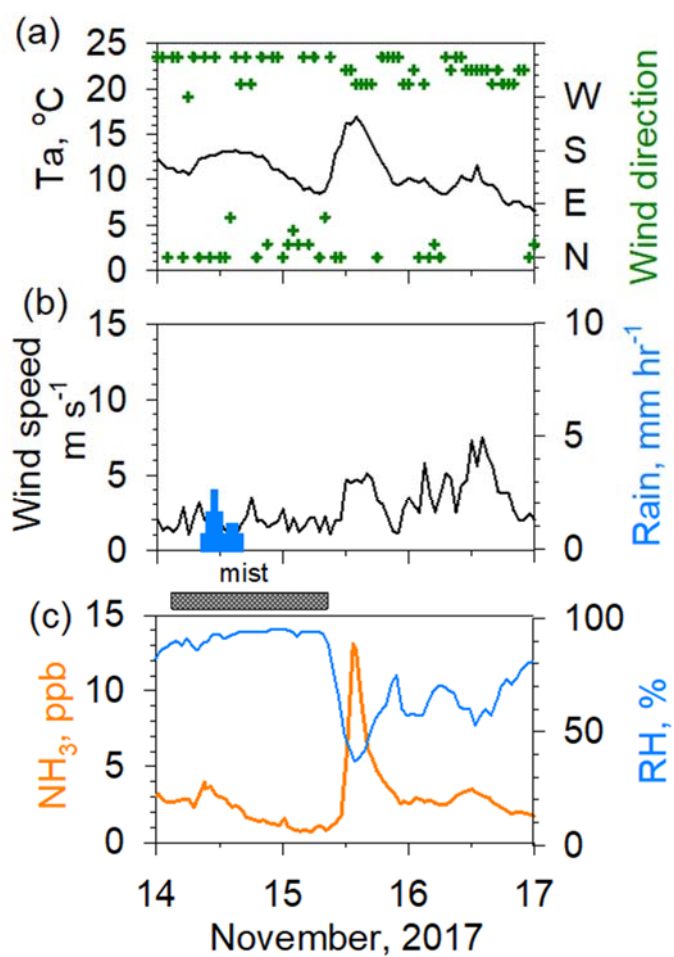 (a)
25
20
15
10
5
0
Ta, °C
W
S
E
N
Wind direction
(b)
15
10
5
0
Wind speed
m s⁻¹
10
5
0
Rain, mm hr⁻¹
mist
(c)
15
10
5
0
NH₃, ppb
100
50
0
RH, %
14 15 16 17
November, 2017